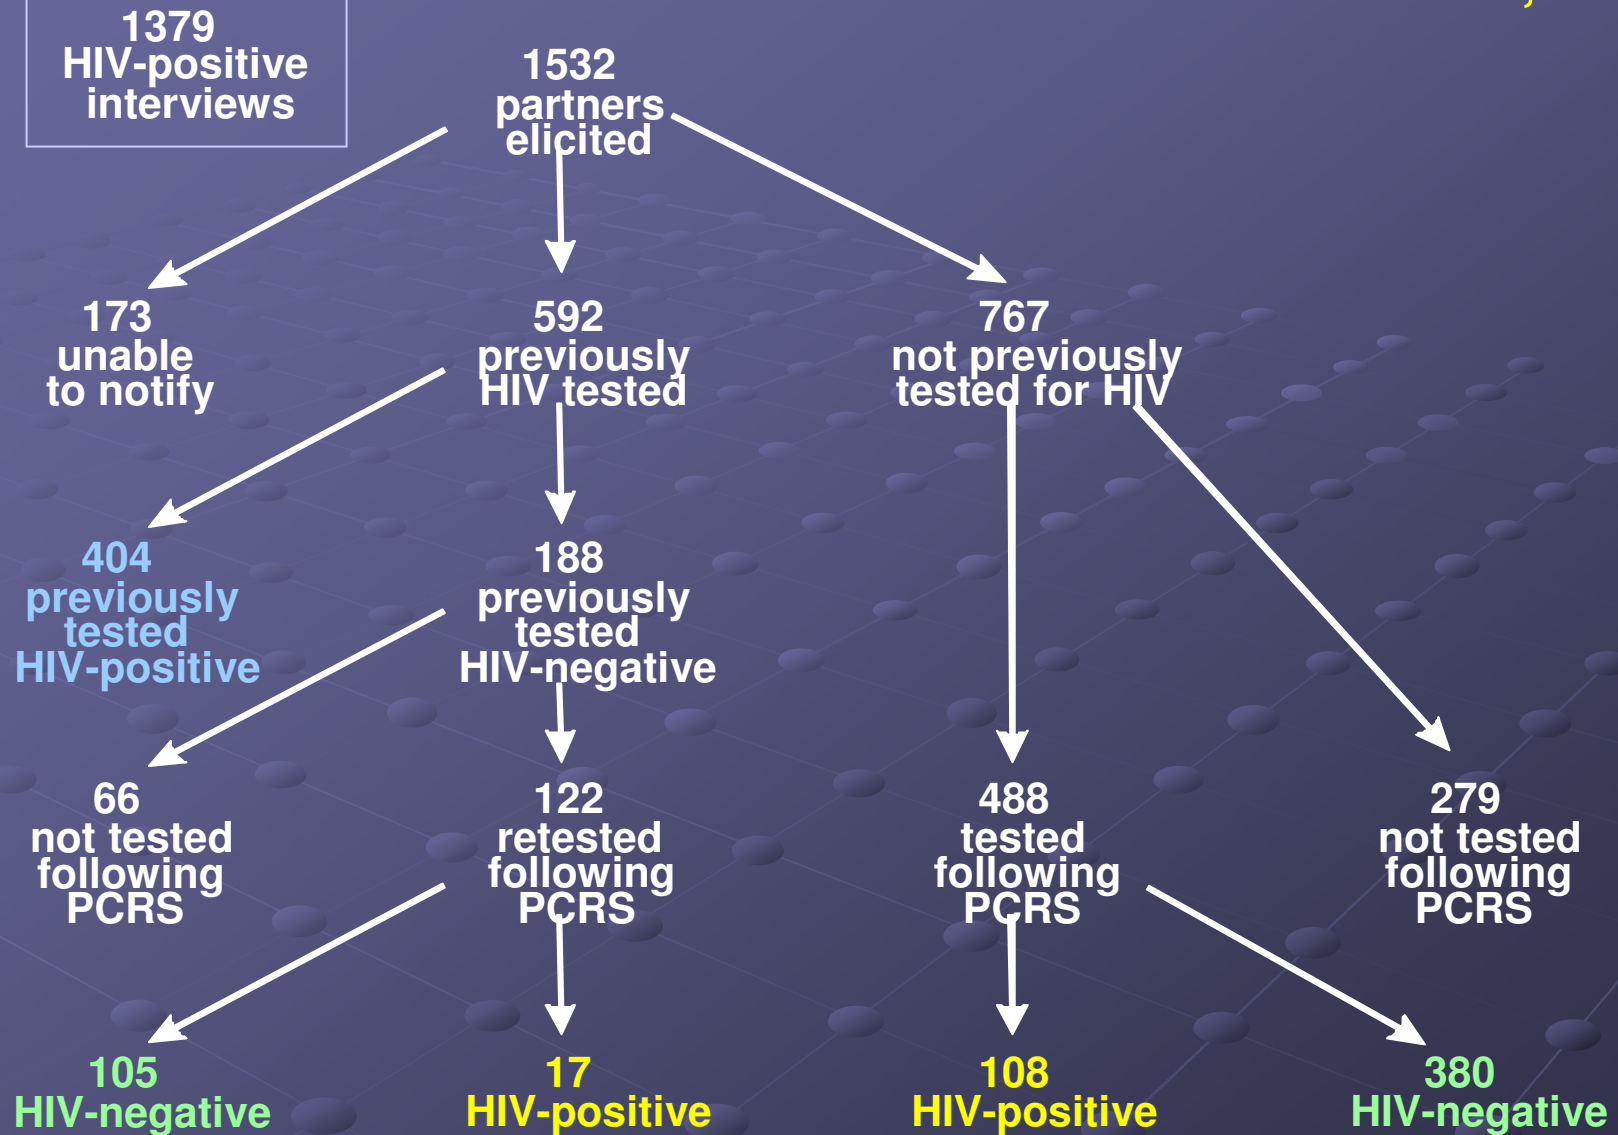 1379
HIV-positive
interviews
1532
partners
elicited
173
unable
to notify
592
previously
HIV tested
767
not previously
tested for HIV
404
previously
tested
HIV-positive
188
previously
tested
HIV-negative
66
not tested
following
PCRS
122
retested
following
PCRS
488
tested
following
PCRS
279
not tested
following
PCRS
105
HIV-negative
17
HIV-positive
108
HIV-positive
380
HIV-negative